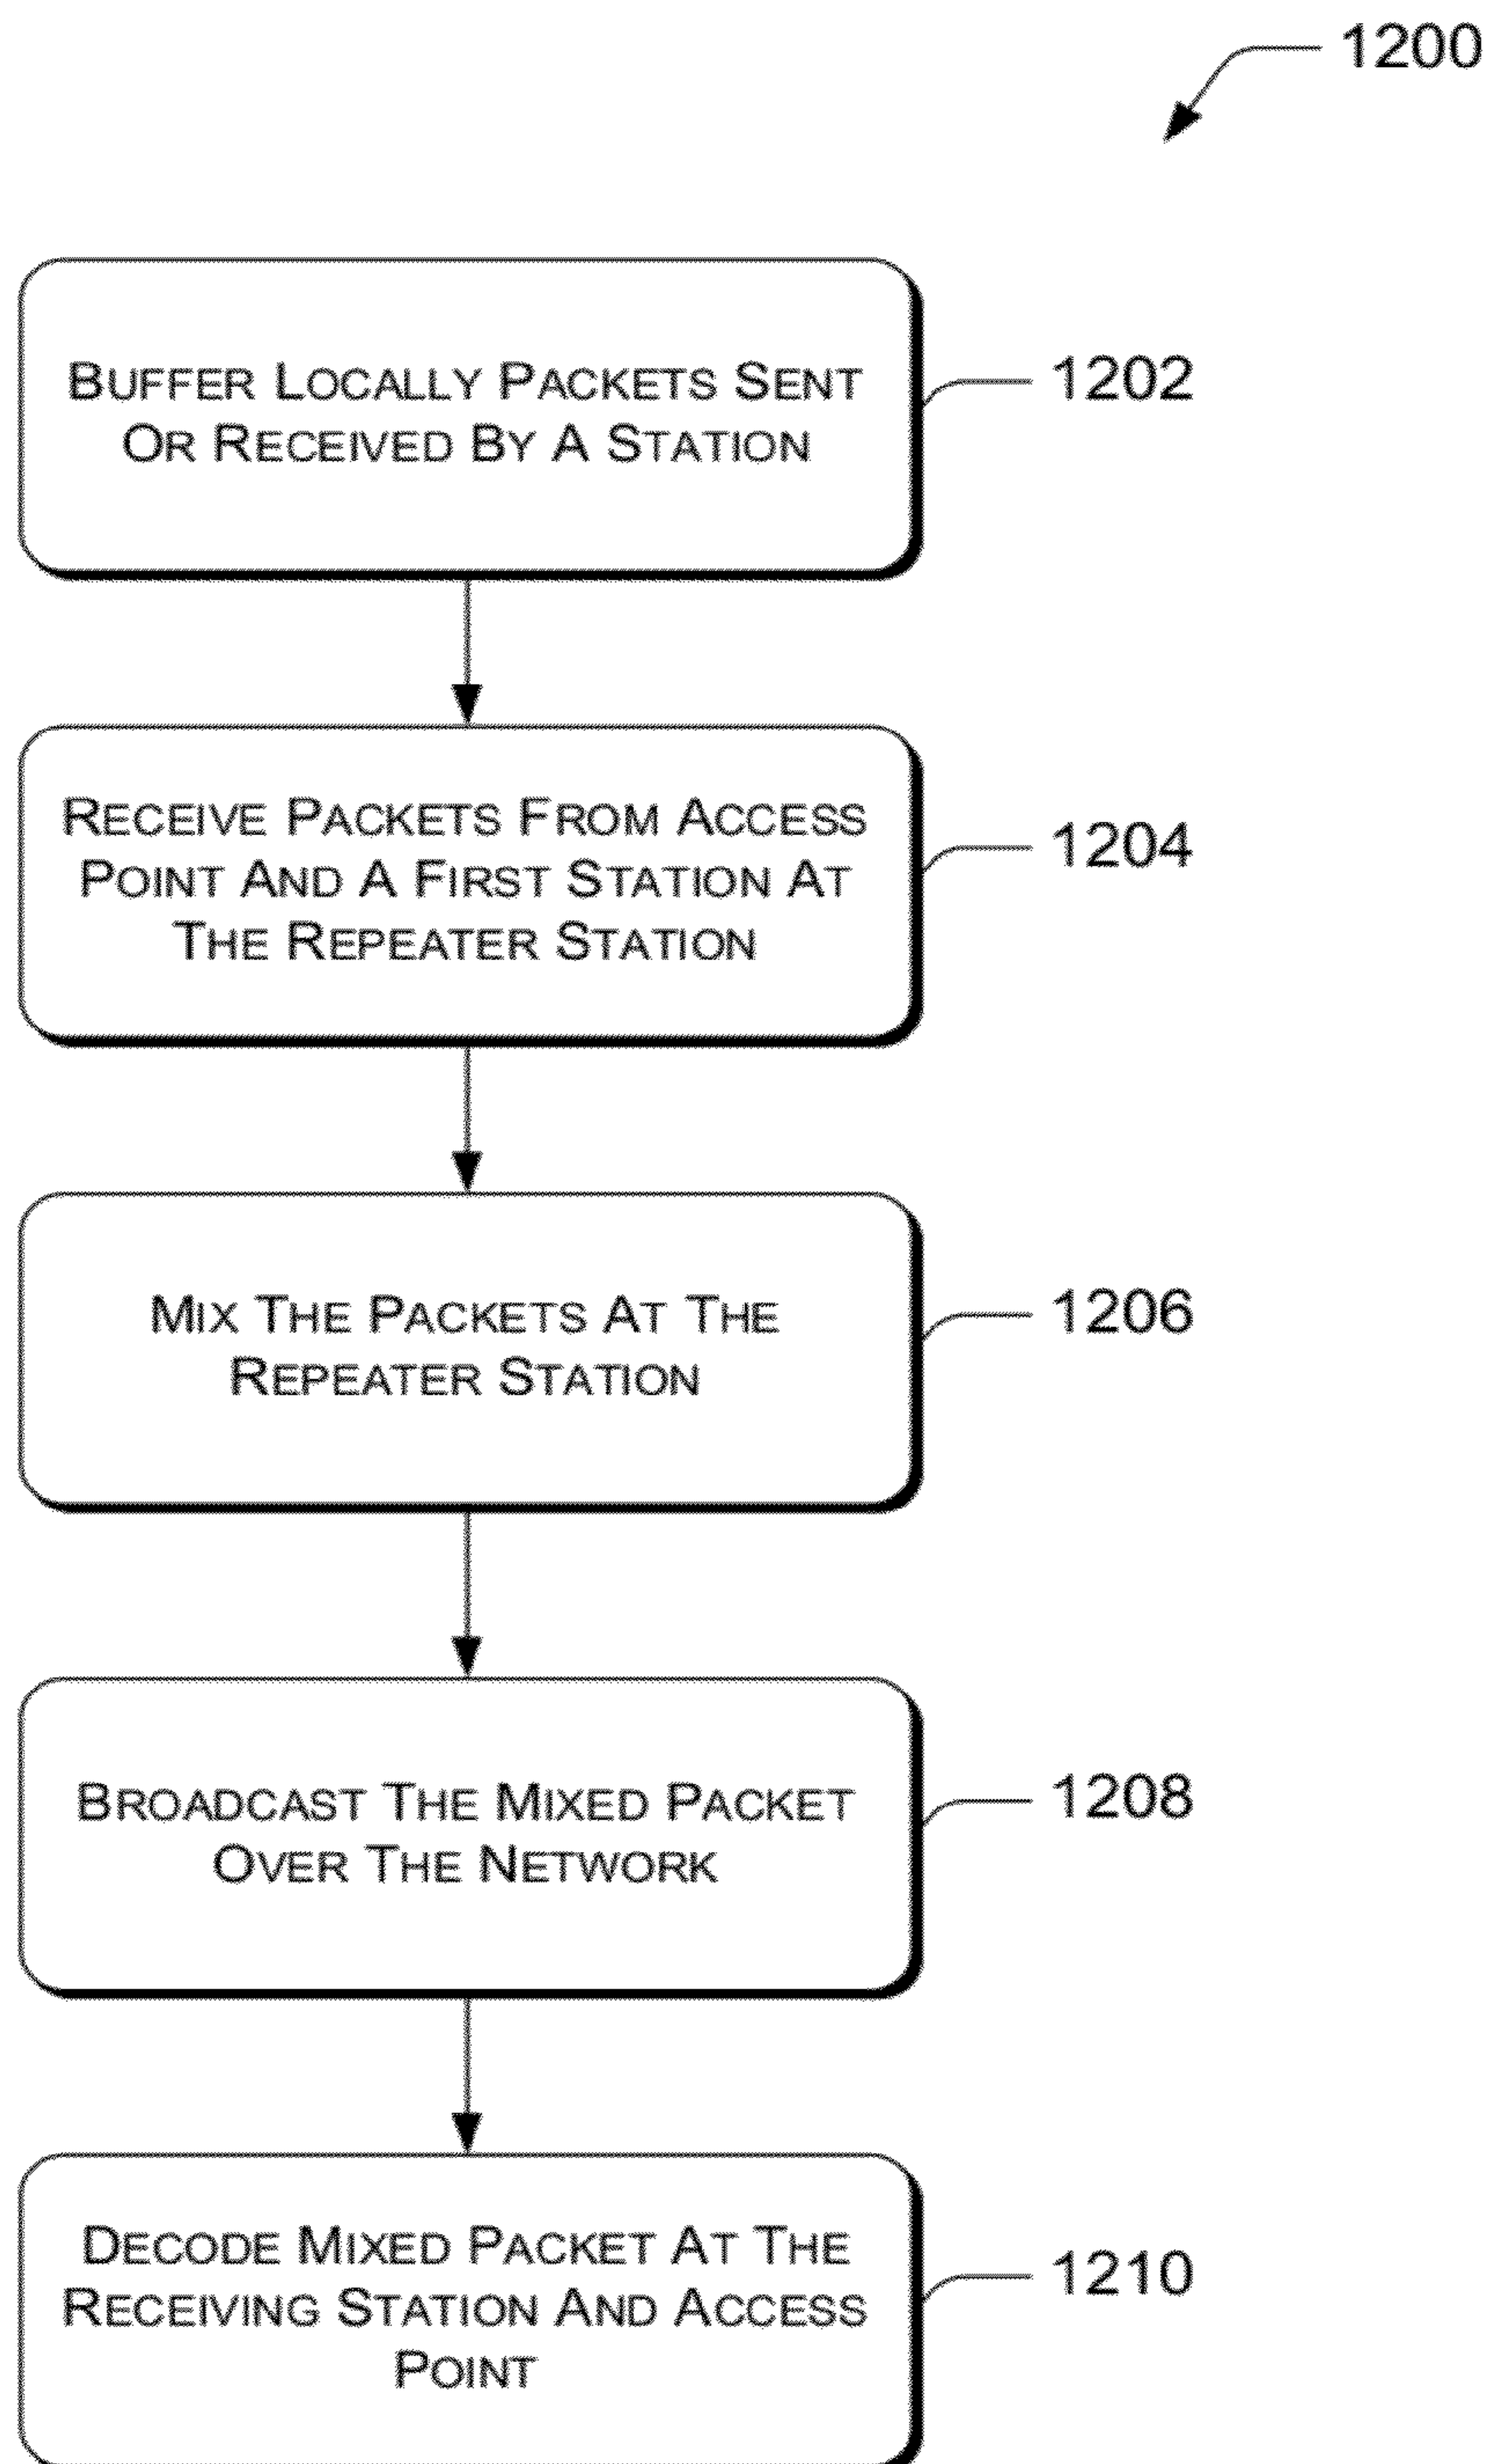 1200
BUFFER LOCALLY PACKETS SENT
OR RECEIVED BY A STATION
1202
RECEIVE PACKETS FROM ACCESS
POINT AND A FIRST STATION AT
THE REPEATER STATION
1204
MIX THE PACKETS AT THE
REPEATER STATION
1206
BROADCAST THE MIXED PACKET
OVER THE NETWORK
1208
DECODE MIXED PACKET AT THE
RECEIVING STATION AND ACCESS
POINT
1210